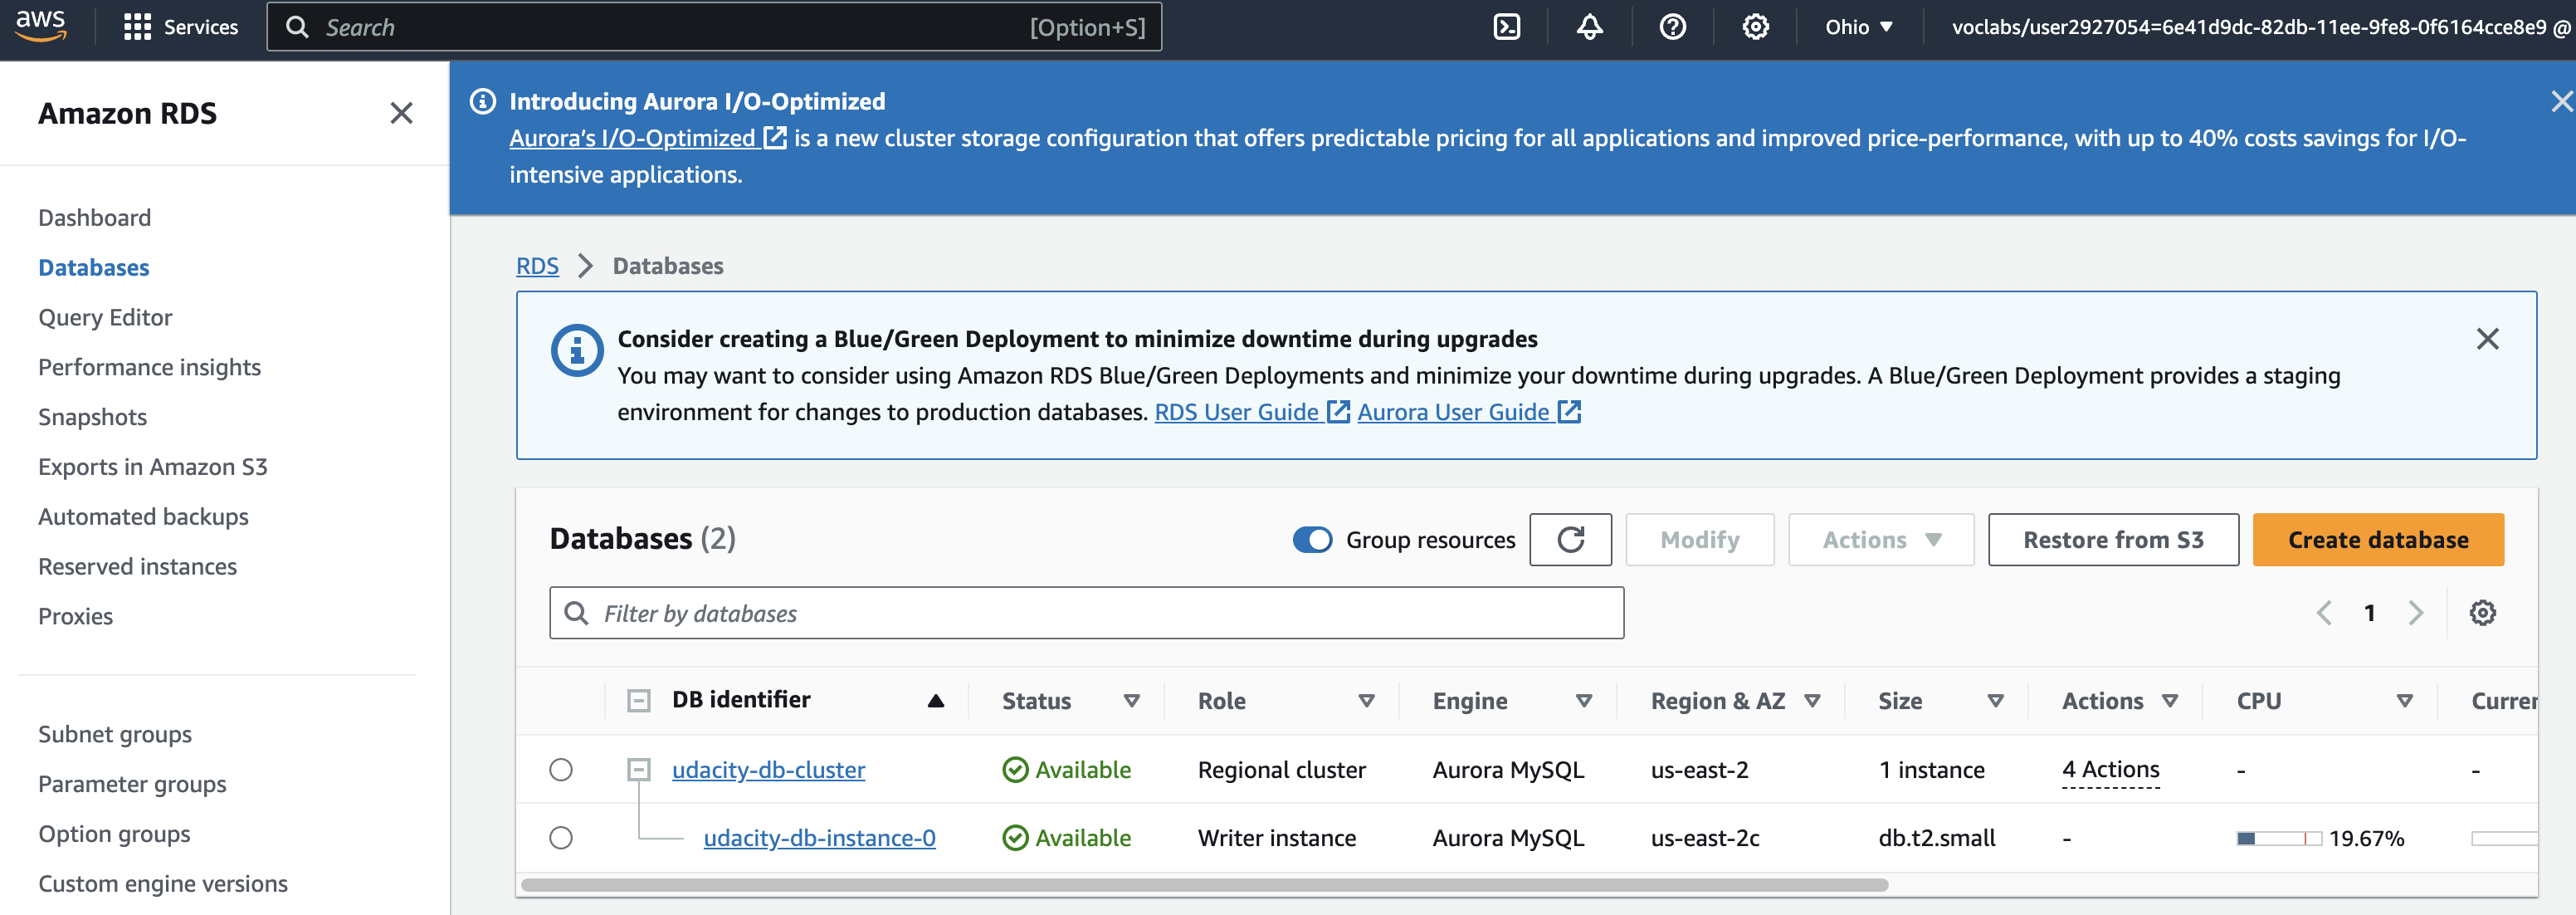 aws
Services
Search
[Option+S]
Ohio
voclabs/user2927054=6e41d9dc-82db-11ee-9fe8-0f6164cce8e9 @
Amazon RDS
Dashboard
Databases
Query Editor
Performance insights
Snapshots
Exports in Amazon S3
Automated backups
Reserved instances
Proxies
Subnet groups
Parameter groups
Option groups
Custom engine versions
Introducing Aurora I/O-Optimized
Aurora's I/O-Optimized is a new cluster storage configuration that offers predictable pricing for all applications and improved price-performance, with up to 40% costs savings for I/O-
intensive applications.
RDS > Databases
Consider creating a Blue/Green Deployment to minimize downtime during upgrades
You may want to consider using Amazon RDS Blue/Green Deployments and minimize your downtime during upgrades. A Blue/Green Deployment provides a staging
environment for changes to production databases. RDS User Guide Aurora User Guide
Databases (2)
Group resources
Modify
Actions
Restore from S3
Create database
Filter by databases
1
DB identifier Status Role Engine Region & AZ Size Actions CPU Curren
udacity-db-cluster Available Regional cluster Aurora MySQL us-east-2 1 instance 4 Actions - -
udacity-db-instance-0 Available Writer instance Aurora MySQL us-east-2c db.t2.small - 19.67%